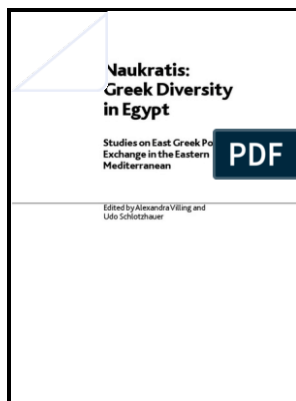 Naukratis:
Greek Diversity
in Egypt
Studies on East Greek Po
Exchange in the Eastern
Mediterranean
PDF
Edited by Alexandra Villing and
Udo Schlotzhauer